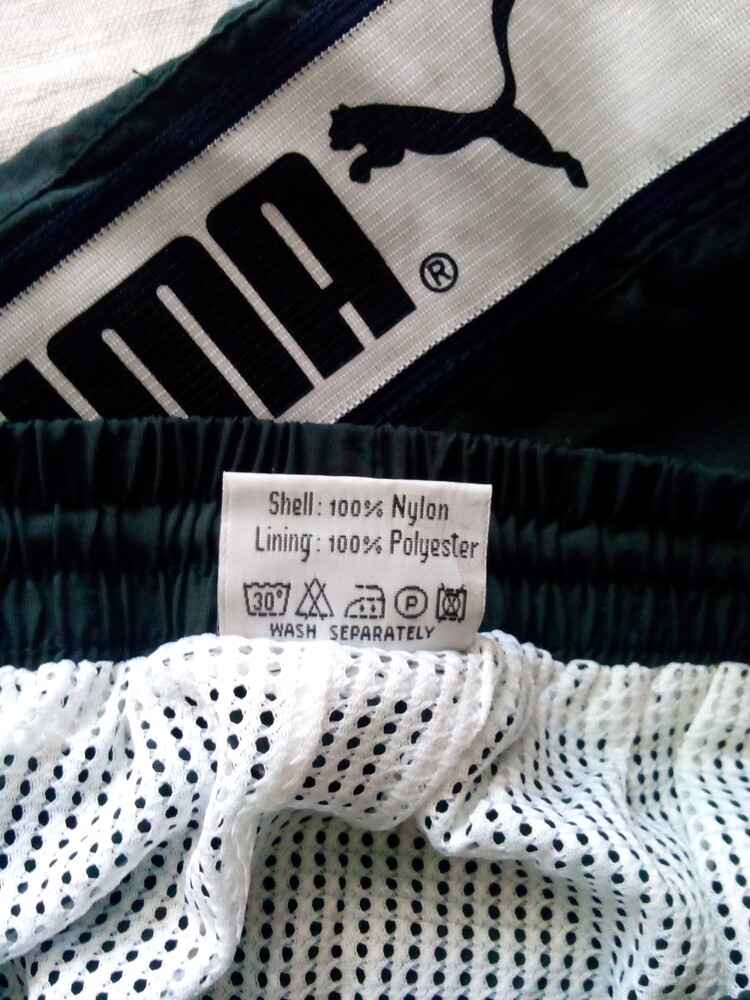 UMA®
Shell: 100% Nylon
Lining: 100% Polyester
30° P
WASH SEPARATELY